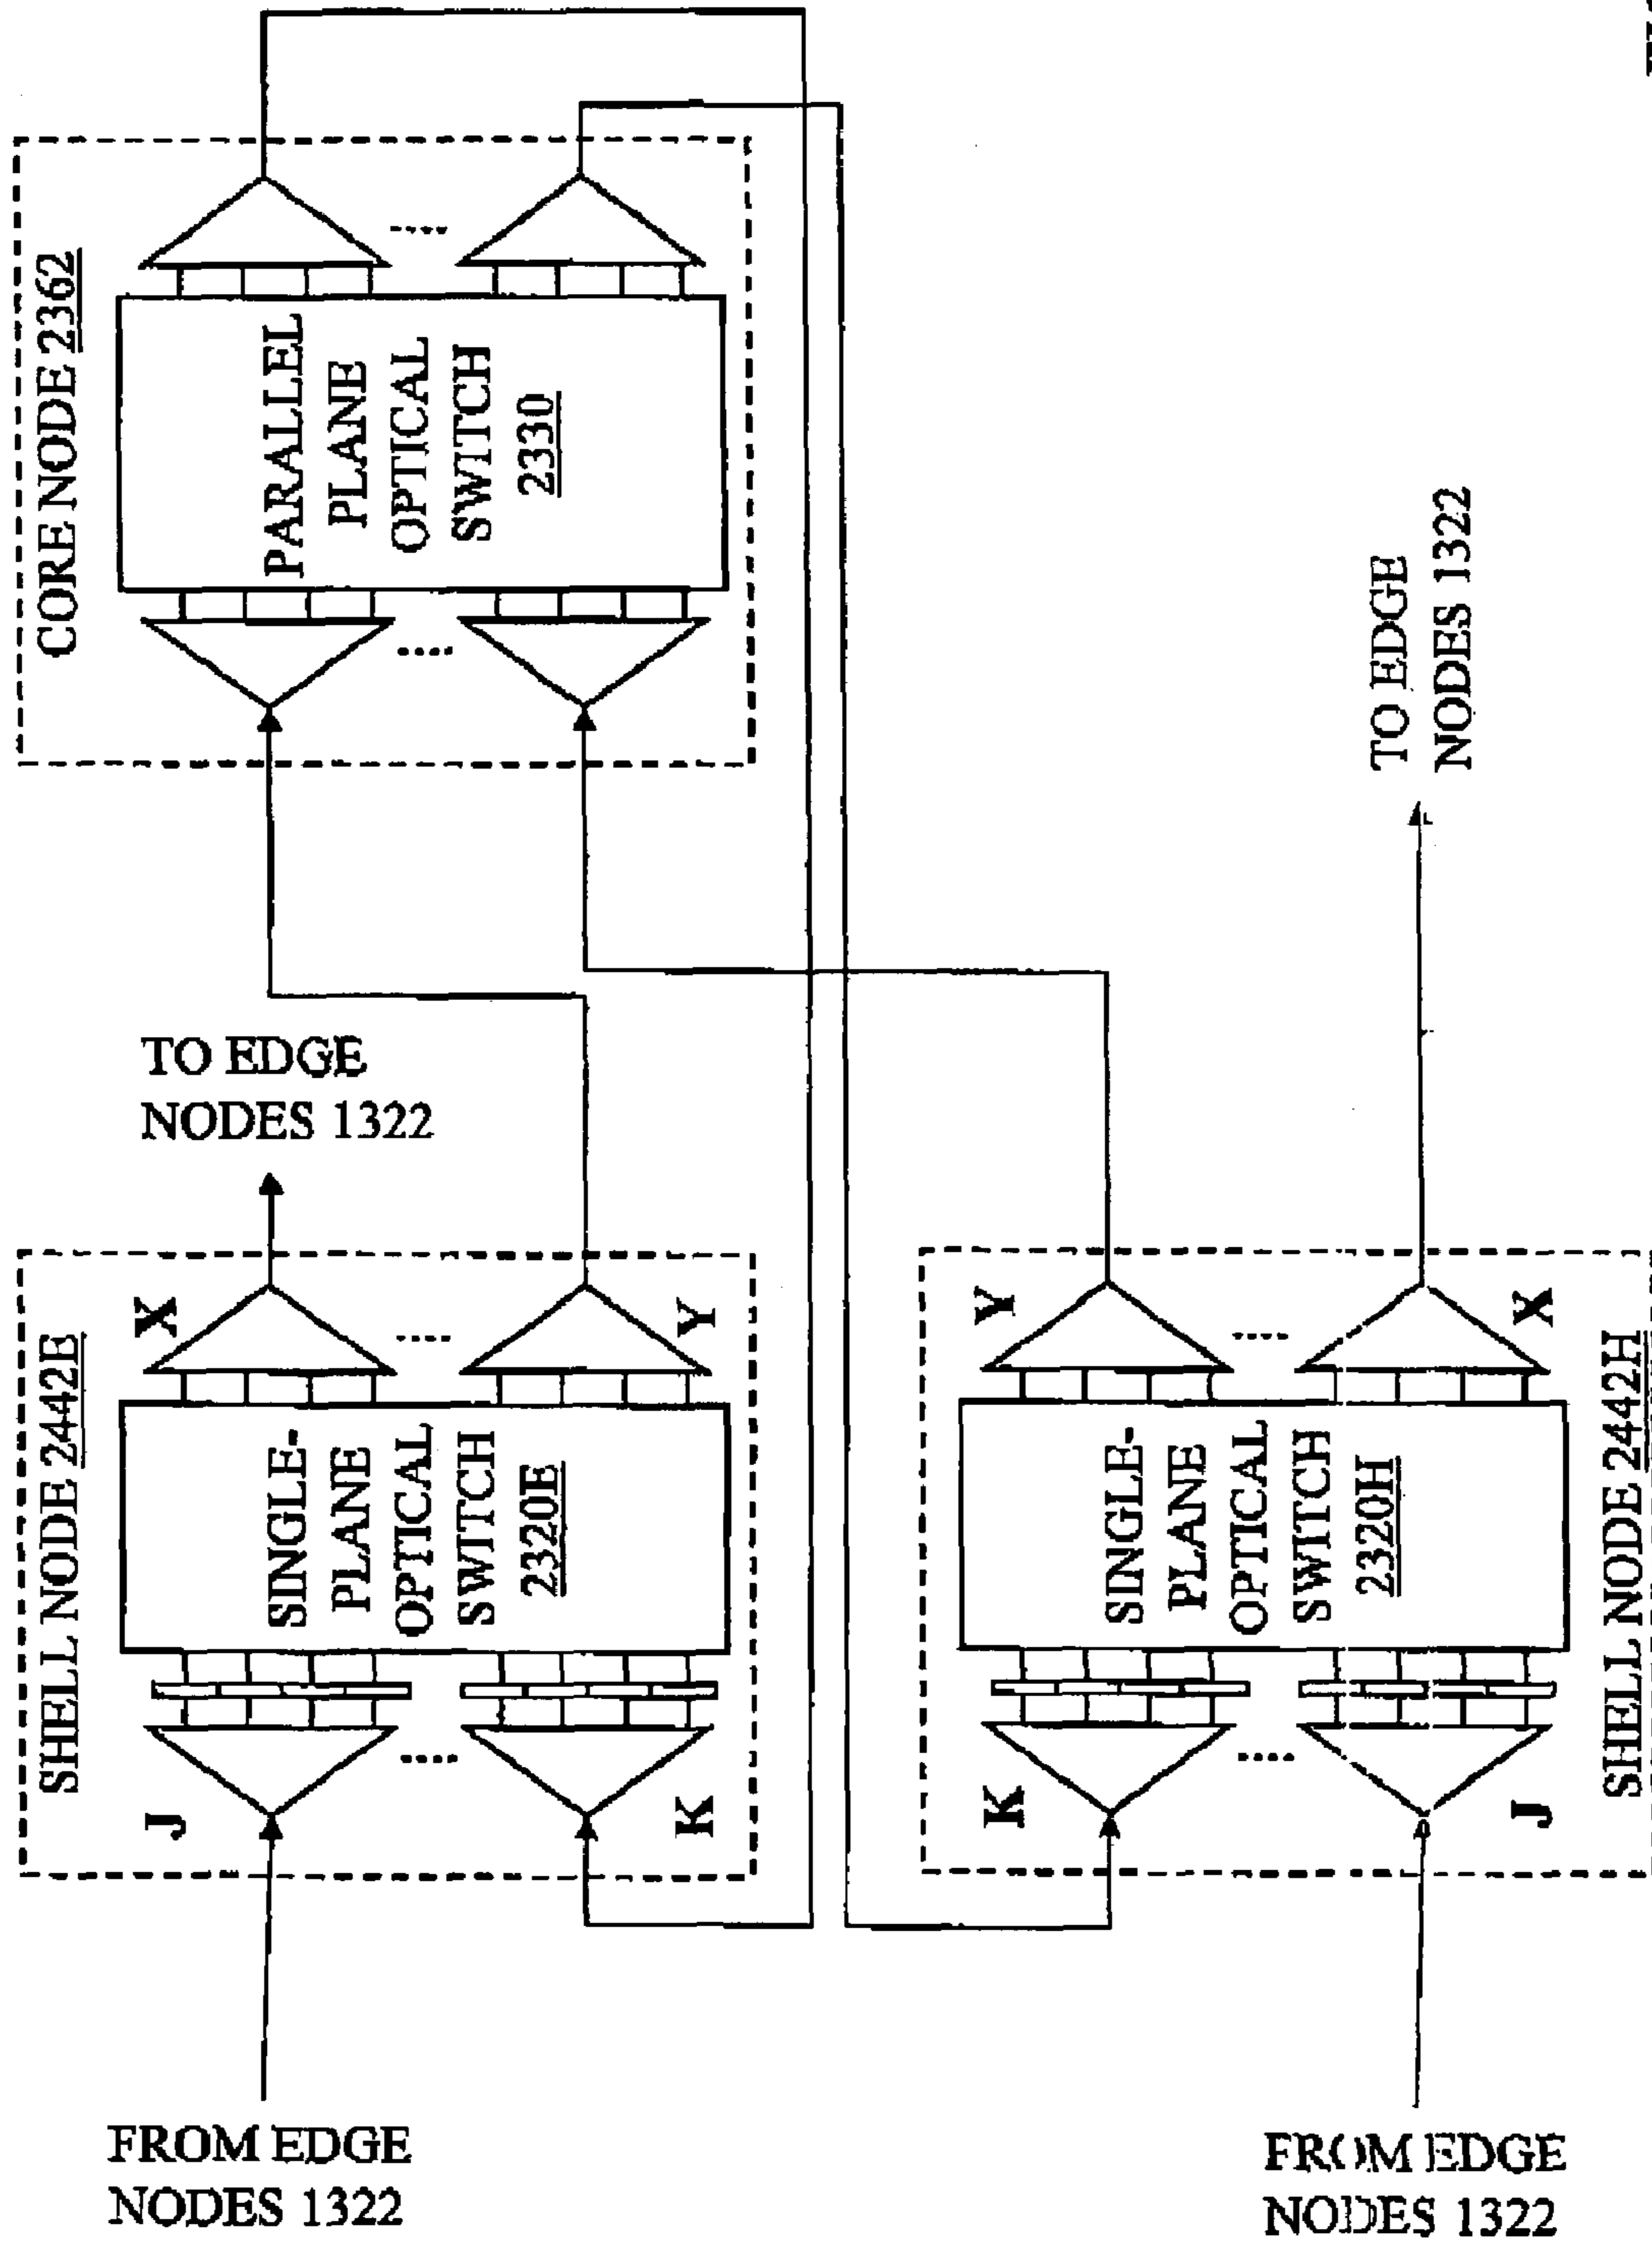 SHELL NODE 2442E
J
K
SINGLE-
PLANE
OPTICAL
SWITCH
2320E
X
Y
FROM EDGE
NODES 1322
TO EDGE
NODES 1322
CORE NODE 2362
PARALLEL
PLANE
OPTICAL
SWITCH
2330
K
J
SINGLE-
PLANE
OPTICAL
SWITCH
2320H
Y
X
SHELL NODE 2442H
FROM EDGE
NODES 1322
TO EDGE
NODES 1322